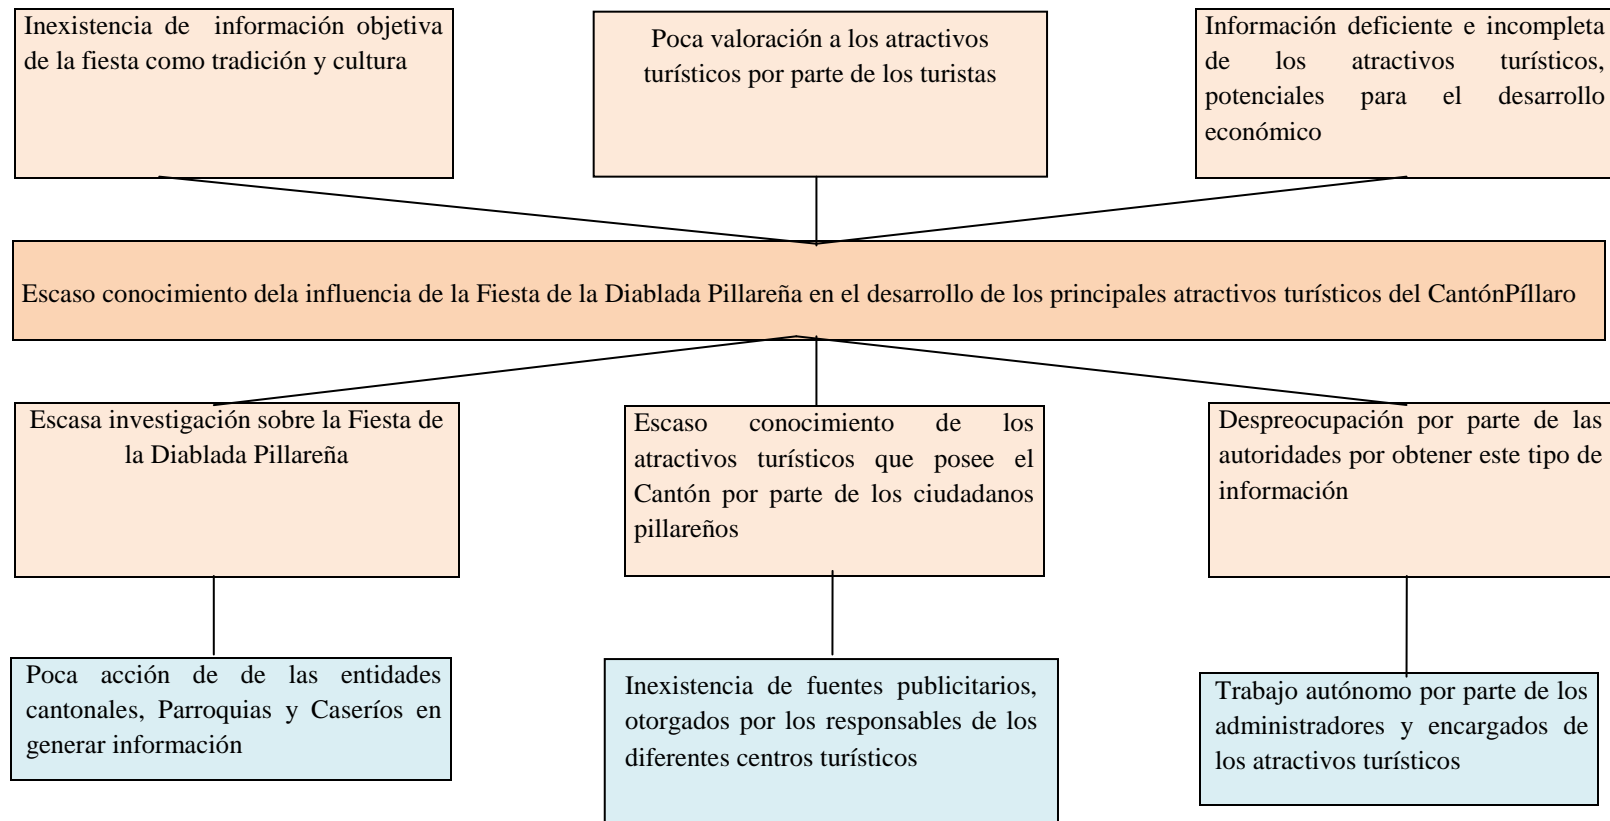 Inexistencia de información objetiva
de la fiesta como tradición y cultura
Poca valoración a los atractivos
turísticos por parte de los turistas
Información deficiente e incompleta
de los atractivos turísticos,
potenciales para el desarrollo
económico
Escaso conocimiento dela influencia de la Fiesta de la Diablada Pillareña en el desarrollo de los principales atractivos turísticos del CantónPíllaro
Escasa investigación sobre la Fiesta de
la Diablada Pillareña
Escaso conocimiento de los
atractivos turísticos que posee el
Cantón por parte de los ciudadanos
pillareños
Despreocupación por parte de las
autoridades por obtener este tipo de
información
Poca acción de de las entidades
cantonales, Parroquias y Caseríos en
generar información
Inexistencia de fuentes publicitarios,
otorgados por los responsables de los
diferentes centros turísticos
Trabajo autónomo por parte de los
administradores y encargados de
los atractivos turísticos